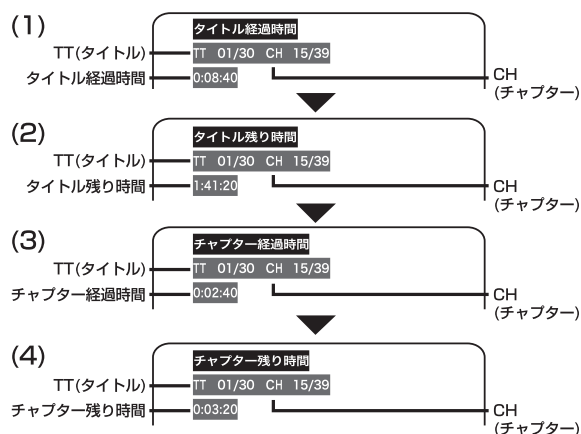 (1)
タイトル経過時間
TT(タイトル) TT 01/30 CH 15/39
タイトル経過時間 0:08:40 CH
(チャプター)
(2)
タイトル残り時間
TT(タイトル) TT 01/30 CH 15/39
タイトル残り時間 1:41:20 CH
(チャプター)
(3)
チャプター経過時間
TT(タイトル) TT 01/30 CH 15/39
チャプター経過時間 0:02:40 CH
(チャプター)
(4)
チャプター残り時間
TT(タイトル) TT 01/30 CH 15/39
チャプター残り時間 0:03:20 CH
(チャプター)